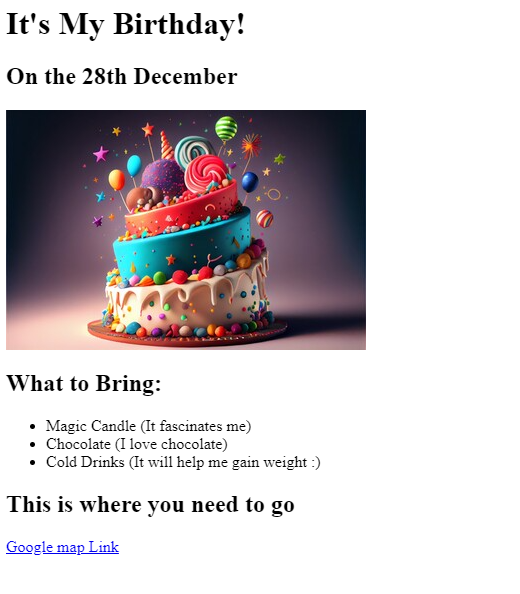 It's My Birthday!
On the 28th December
What to Bring:
Magic Candle (It fascinates me)
Chocolate (I love chocolate)
Cold Drinks (It will help me gain weight :)
This is where you need to go
Google map Link